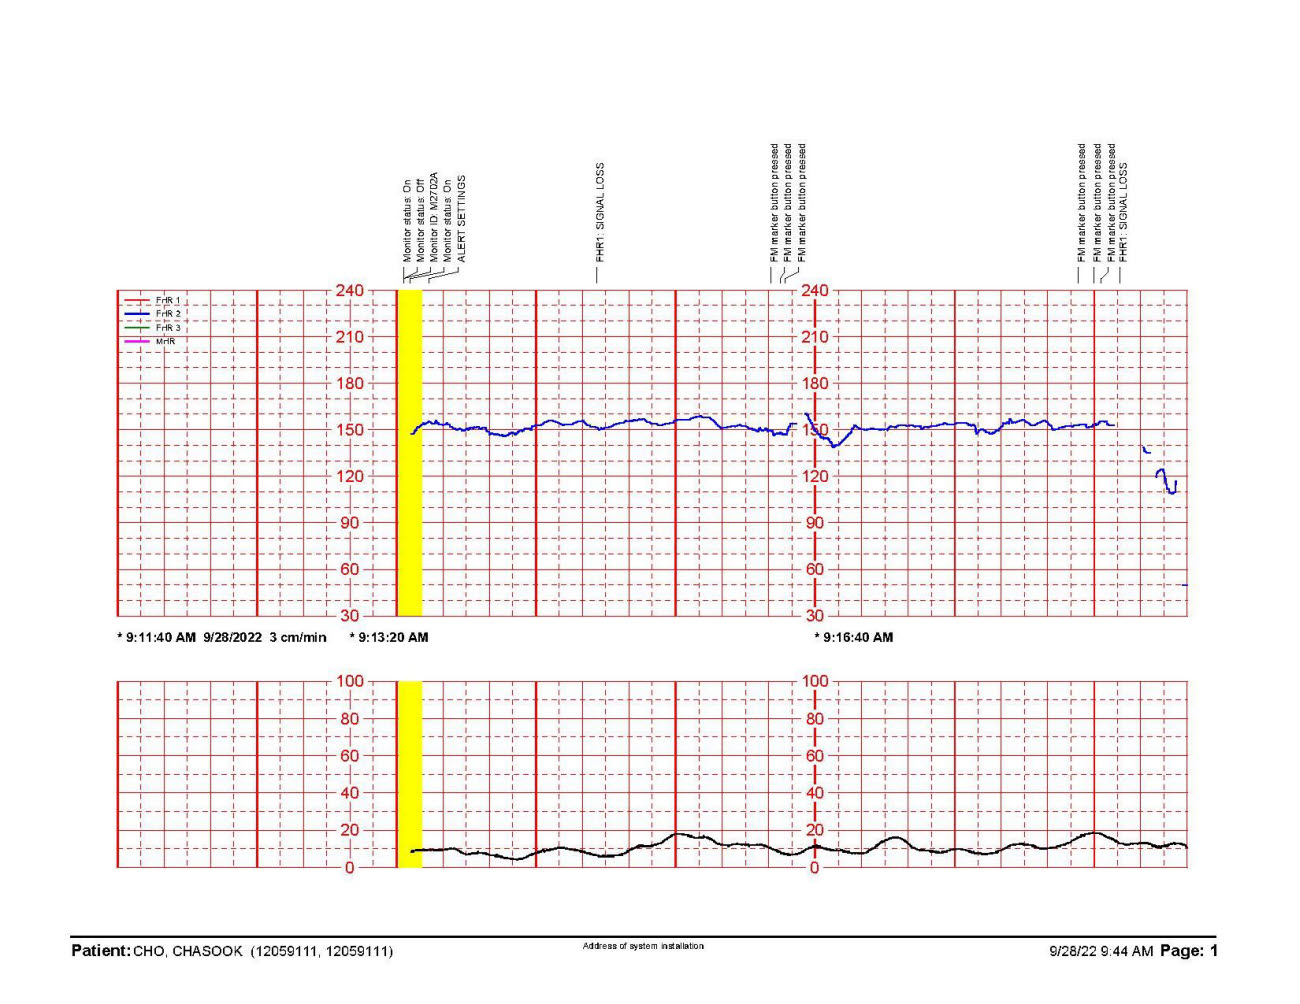 Monitor status: On
Monitor status: Off
Monitor ID: M2702A
Monitor status: On
ALERT SETTINGS
FHR1: SIGNAL LOSS
FM marker button pressed
FM marker button pressed
FM marker button pressed
FM marker button pressed
FM marker button pressed
FM marker button pressed
FHR1: SIGNAL LOSS
240 240
FHR 1
FHR 2
FHR 3
210 210
MHR
180 180
150 150
120 120
90 90
60 60
30 30
* 9:11:40 AM 9/28/2022 3 cm/min * 9:13:20 AM * 9:16:40 AM
100 100
80 80
60 60
40 40
20 20
0 0
Patient: CHO, CHASOOK (12059111, 12059111) Address of system installation 9/28/22 9:44 AM Page: 1